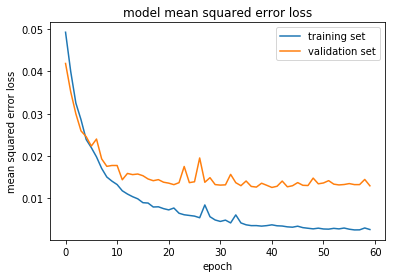 model mean squared error loss
training set
validation set
0.05
0.04
0.03
0.02
0.01
mean squared error loss
0
10
20
30
40
50
60
epoch